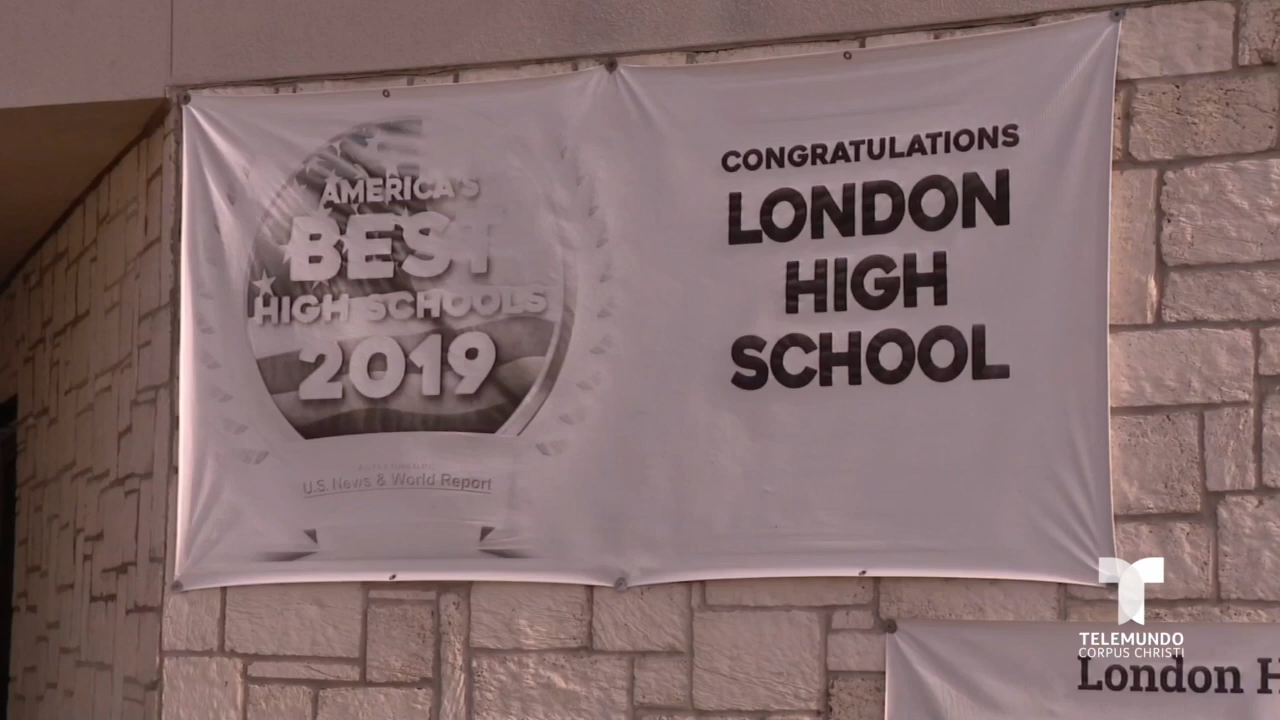 AMERICA'S
BEST
HIGH SCHOOLS
2019
U.S. News & World Report
CONGRATULATIONS
LONDON
HIGH
SCHOOL
TELEMUNDO
CORPUS CHRISTI
London H